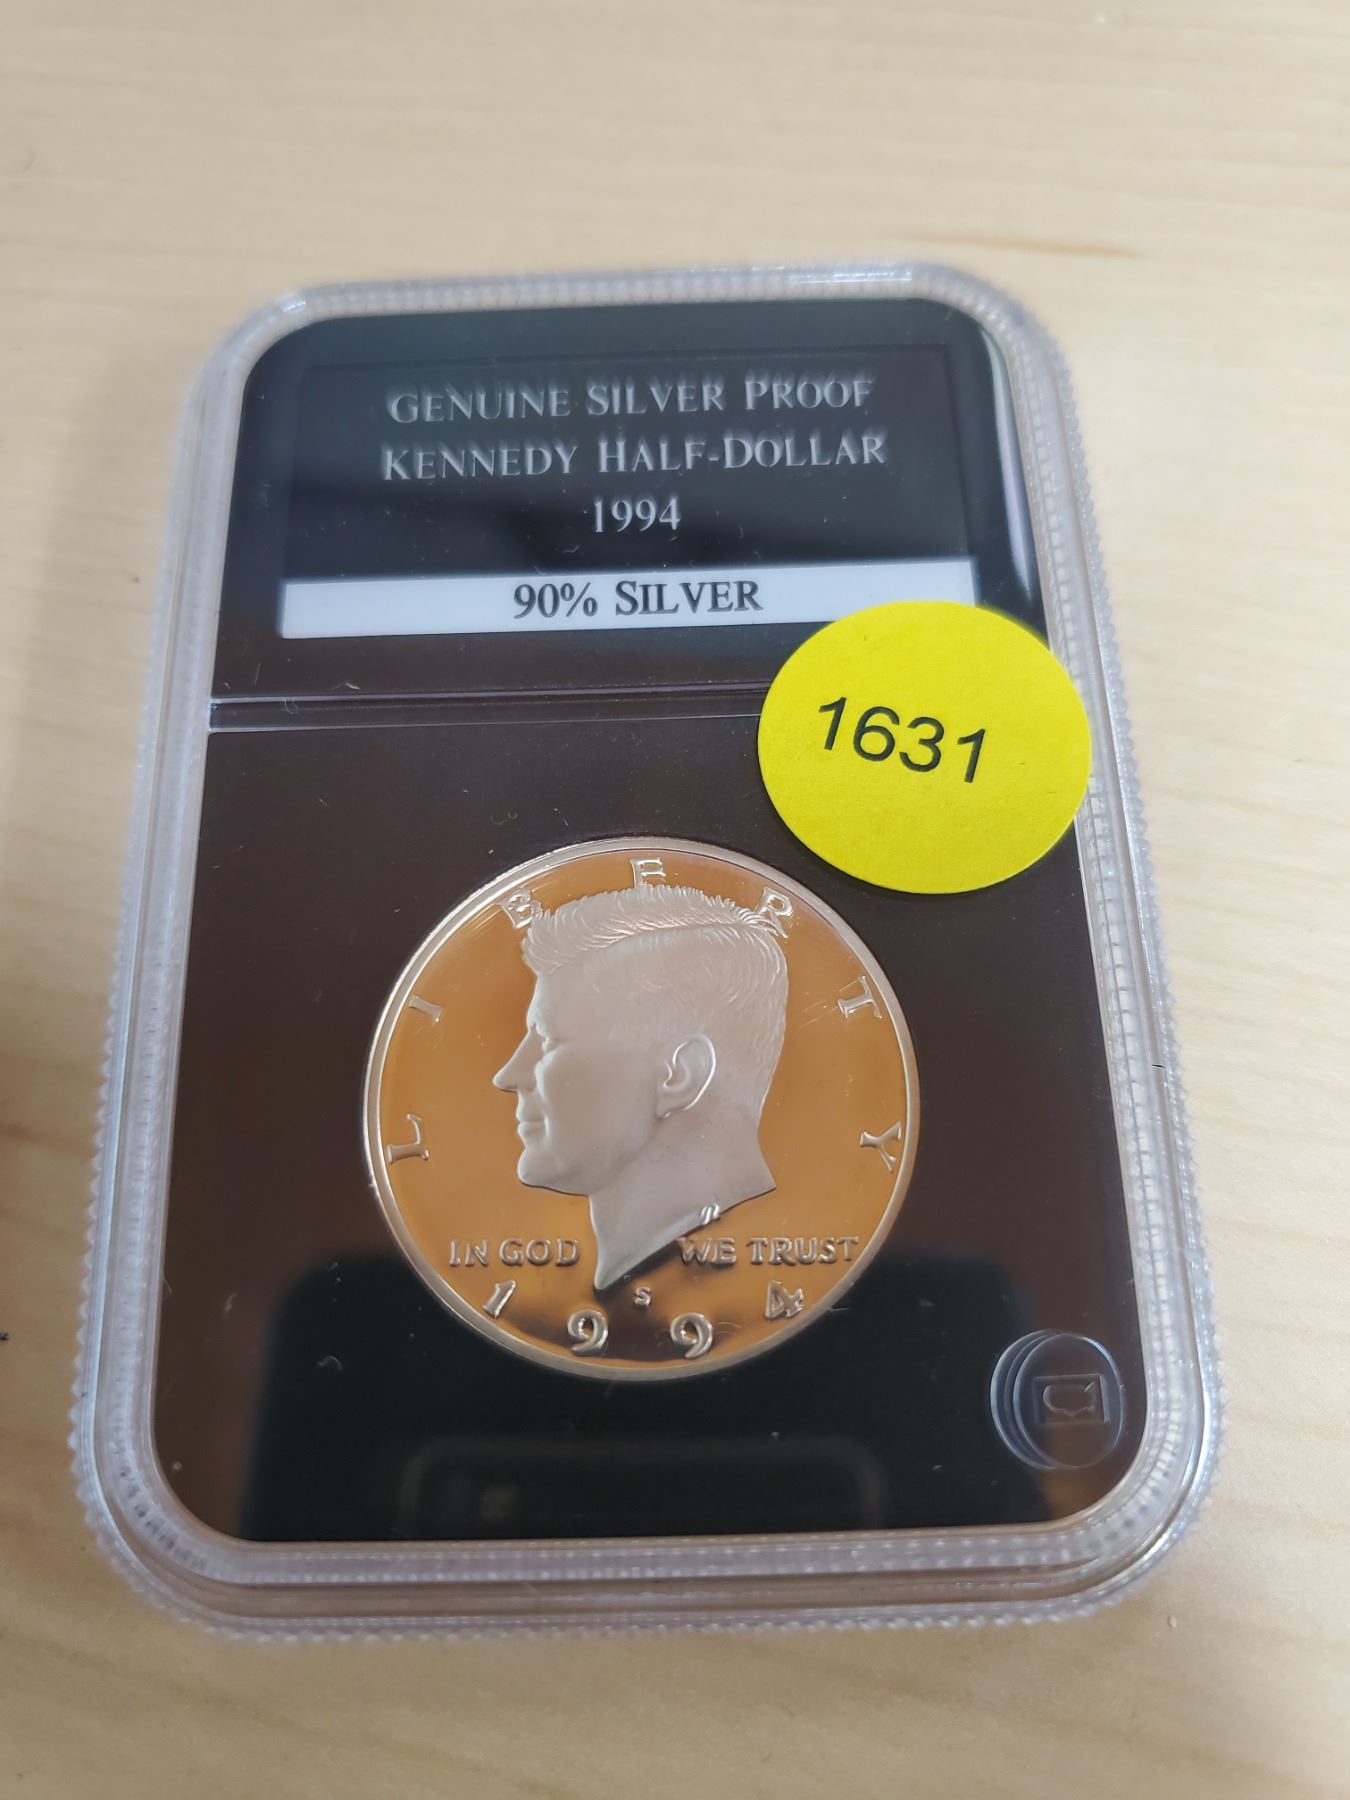 GENUINE SILVER PROOF
KENNEDY HALF-DOLLAR
1994
90% SILVER
1631
LIBERTY
IN GOD WE TRUST
S
1994